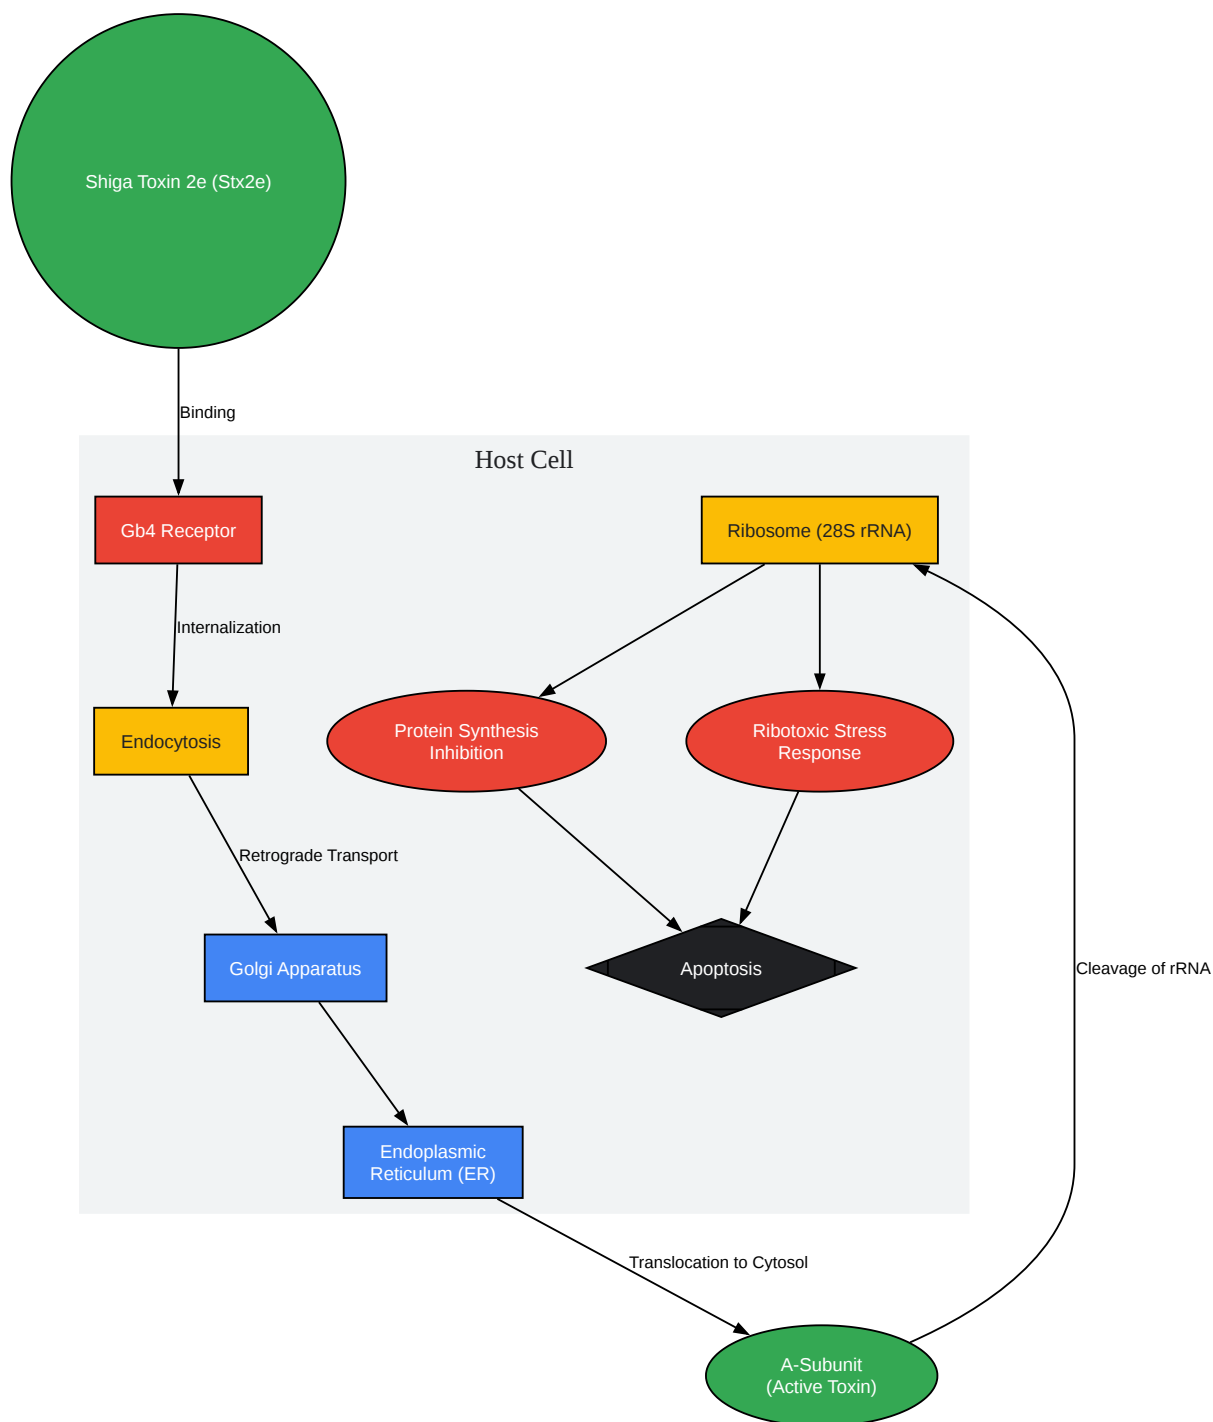 Shiga Toxin 2e (Stx2e)
Binding
Host Cell
Gb4 Receptor
Ribosome (28S rRNA)
Internalization
Endocytosis
Protein Synthesis
Inhibition
Ribotoxic Stress
Response
Retrograde Transport
Golgi Apparatus
Apoptosis
Cleavage of rRNA
Endoplasmic
Reticulum (ER)
Translocation to Cytosol
A-Subunit
(Active Toxin)